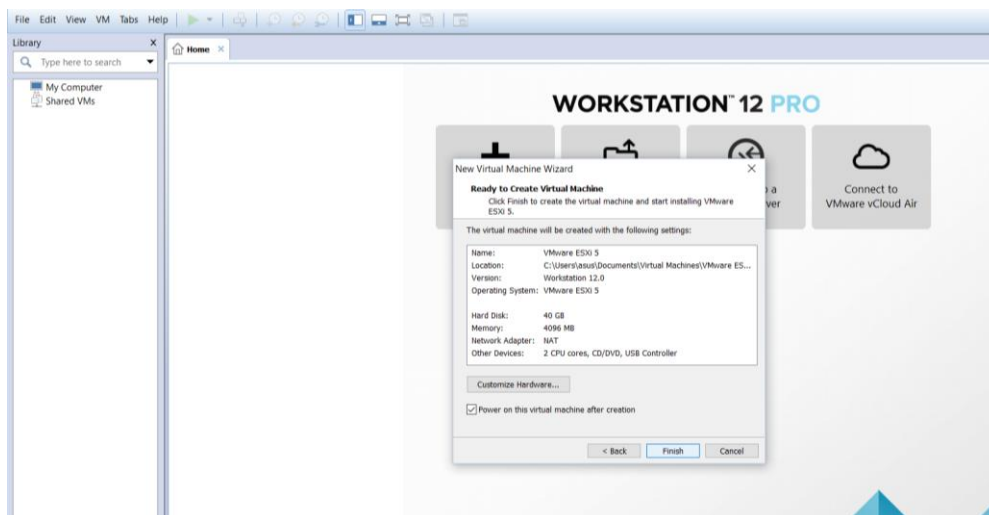 File Edit View VM Tabs Help
Library X
Home ×
Type here to search
My Computer
Shared VMs
WORKSTATION™ 12 PRO
a
ver
Connect to
VMware vCloud Air
New Virtual Machine Wizard
Ready to Create Virtual Machine
Click Finish to create the virtual machine and start installing VMware
ESXi 5.
The virtual machine will be created with the following settings:
Name: VMware ESXi 5
Location: C:\Users\asus\Documents\Virtual Machines\VMware ES...
Version: Workstation 12.0
Operating System: VMware ESXi 5
Hard Disk: 40 GB
Memory: 4096 MB
Network Adapter: NAT
Other Devices: 2 CPU cores, CD/DVD, USB Controller
Customize Hardware...
Power on this virtual machine after creation
< Back Finish Cancel